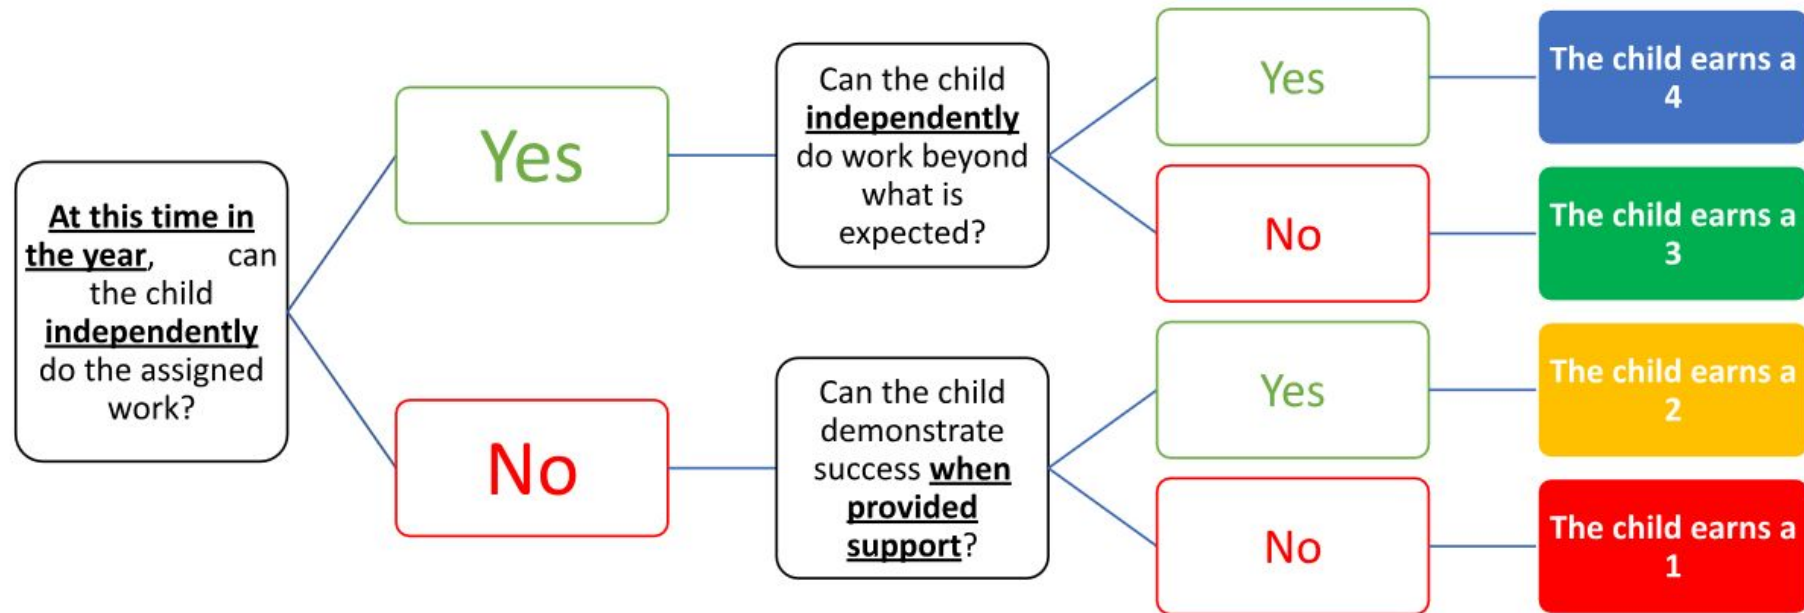 At this time in
the year, can
the child
independently
do the assigned
work?
Yes
Can the child
independently
do work beyond
what is
expected?
Yes
The child earns a
4
No
The child earns a
3
No
Can the child
demonstrate
success when
provided
support?
Yes
The child earns a
2
No
The child earns a
1